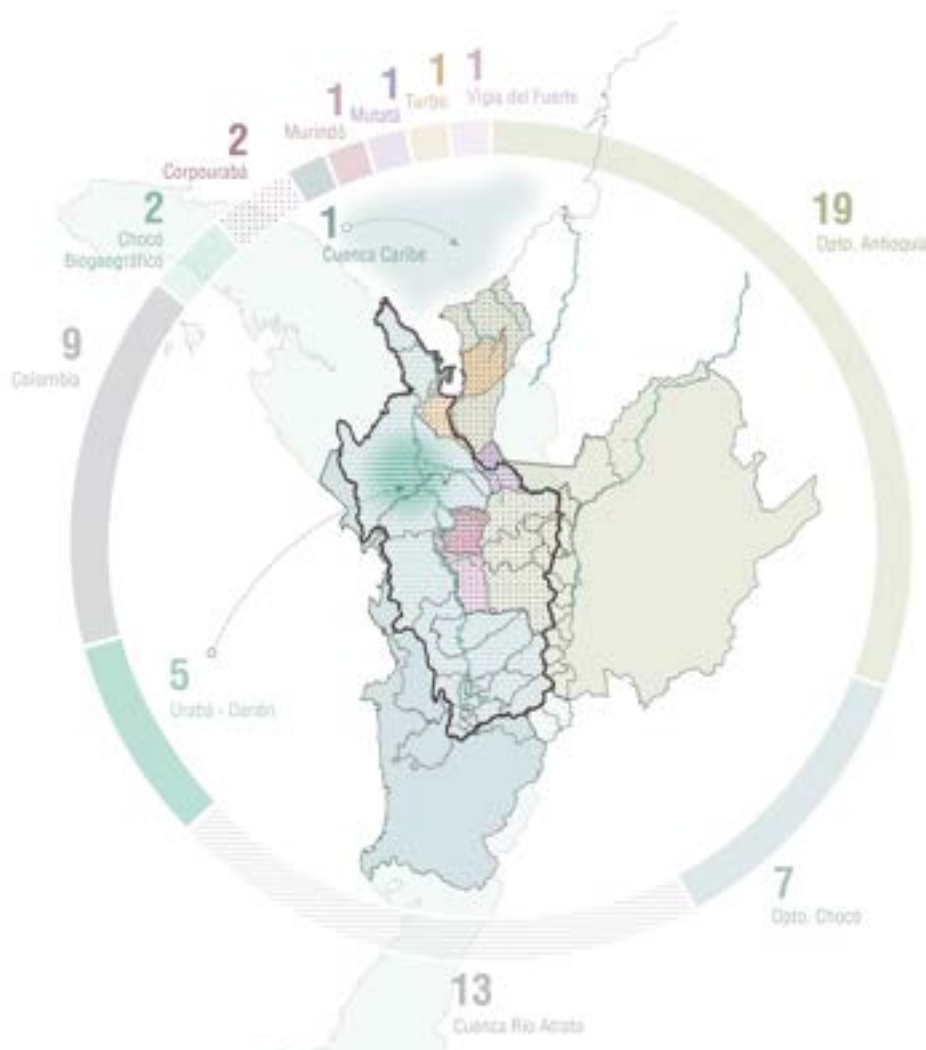 1
Murindó
1
Mutatá
1
Turbo
1
Vigía del Fuerte
2
Corpourabá
2
Chocó
Biogeográfico
1
Cuenca Caribe
19
Dpto. Antioquia
9
Colombia
5
Urabá - Darién
7
Dpto. Chocó
13
Cuenca Río Atrato